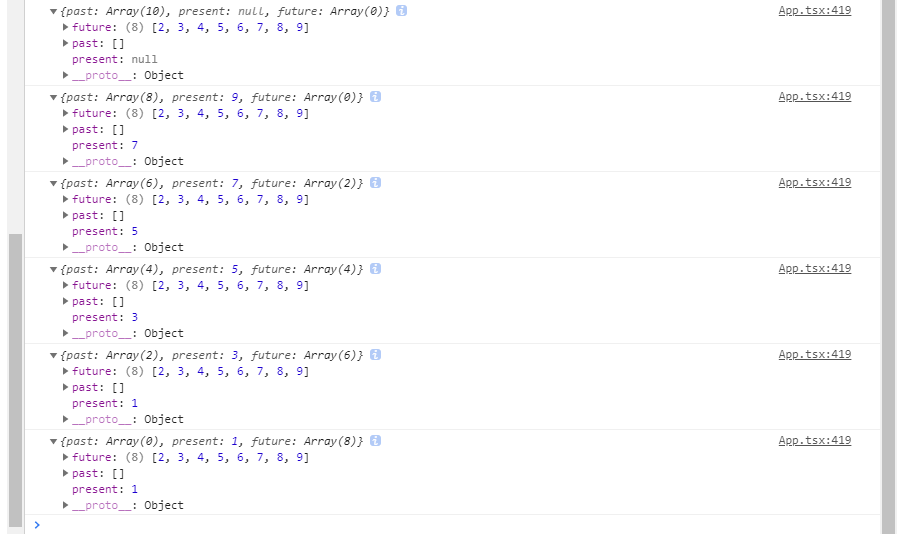 {past: Array(10), present: null, future: Array(0)} i App.tsx:419
future: (8) [2, 3, 4, 5, 6, 7, 8, 9]
past: []
present: null
__proto__: Object
{past: Array(8), present: 9, future: Array(0)} i App.tsx:419
future: (8) [2, 3, 4, 5, 6, 7, 8, 9]
past: []
present: 7
__proto__: Object
{past: Array(6), present: 7, future: Array(2)} i App.tsx:419
future: (8) [2, 3, 4, 5, 6, 7, 8, 9]
past: []
present: 5
__proto__: Object
{past: Array(4), present: 5, future: Array(4)} i App.tsx:419
future: (8) [2, 3, 4, 5, 6, 7, 8, 9]
past: []
present: 3
__proto__: Object
{past: Array(2), present: 3, future: Array(6)} i App.tsx:419
future: (8) [2, 3, 4, 5, 6, 7, 8, 9]
past: []
present: 1
__proto__: Object
{past: Array(0), present: 1, future: Array(8)} i App.tsx:419
future: (8) [2, 3, 4, 5, 6, 7, 8, 9]
past: []
present: 1
__proto__: Object